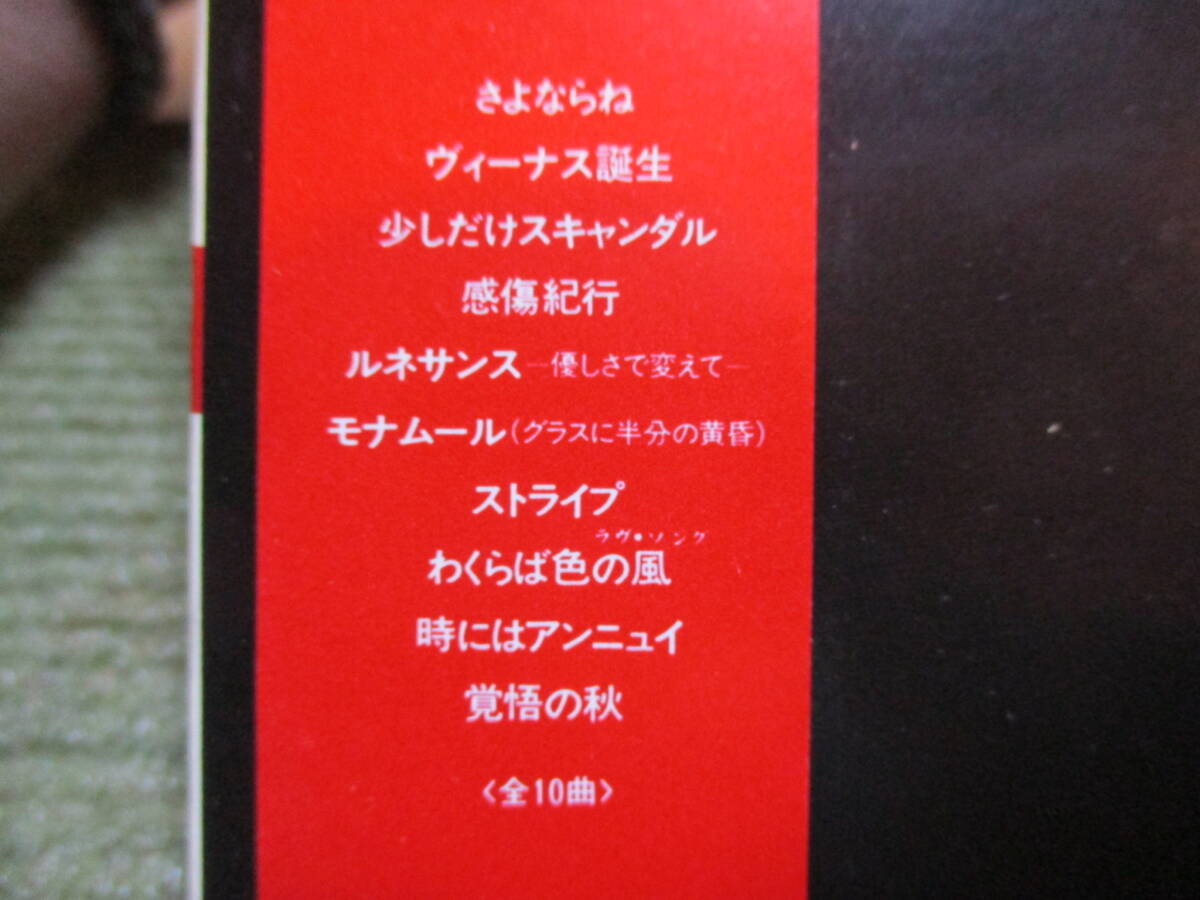 さよならね
ヴィーナス誕生
少しだけスキャンダル
感傷紀行
ルネサンス―優しさで変えて―
モナムール(グラスに半分の黄昏)
ストライプ
ラヴ・ソング
わくらば色の風
時にはアンニュイ
覚悟の秋
〈全10曲〉